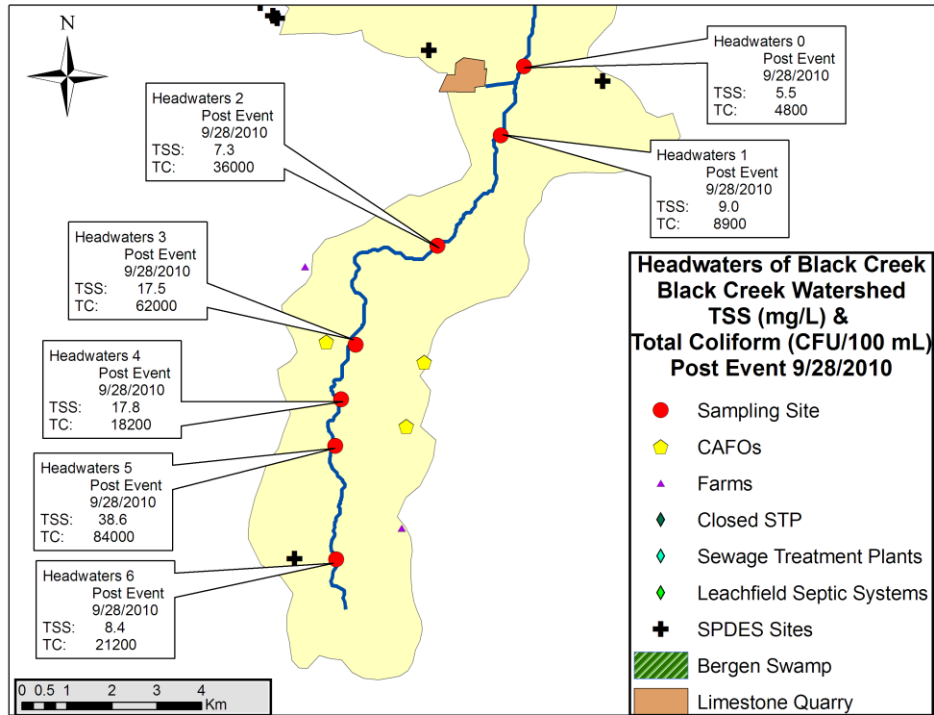 N
Headwaters 0
Post Event
9/28/2010
TSS: 5.5
TC: 4800
Headwaters 2
Post Event
9/28/2010
TSS: 7.3
TC: 36000
Headwaters 1
Post Event
9/28/2010
TSS: 9.0
TC: 8900
Headwaters 3
Post Event
9/28/2010
TSS: 17.5
TC: 62000
Headwaters 4
Post Event
9/28/2010
TSS: 17.8
TC: 18200
Headwaters 5
Post Event
9/28/2010
TSS: 38.6
TC: 84000
Headwaters 6
Post Event
9/28/2010
TSS: 8.4
TC: 21200
0 0.5 1 2 3 4
Km
Headwaters of Black Creek
Black Creek Watershed
TSS (mg/L) &
Total Coliform (CFU/100 mL)
Post Event 9/28/2010
Sampling Site
CAFOs
Farms
Closed STP
Sewage Treatment Plants
Leachfield Septic Systems
SPDES Sites
Bergen Swamp
Limestone Quarry